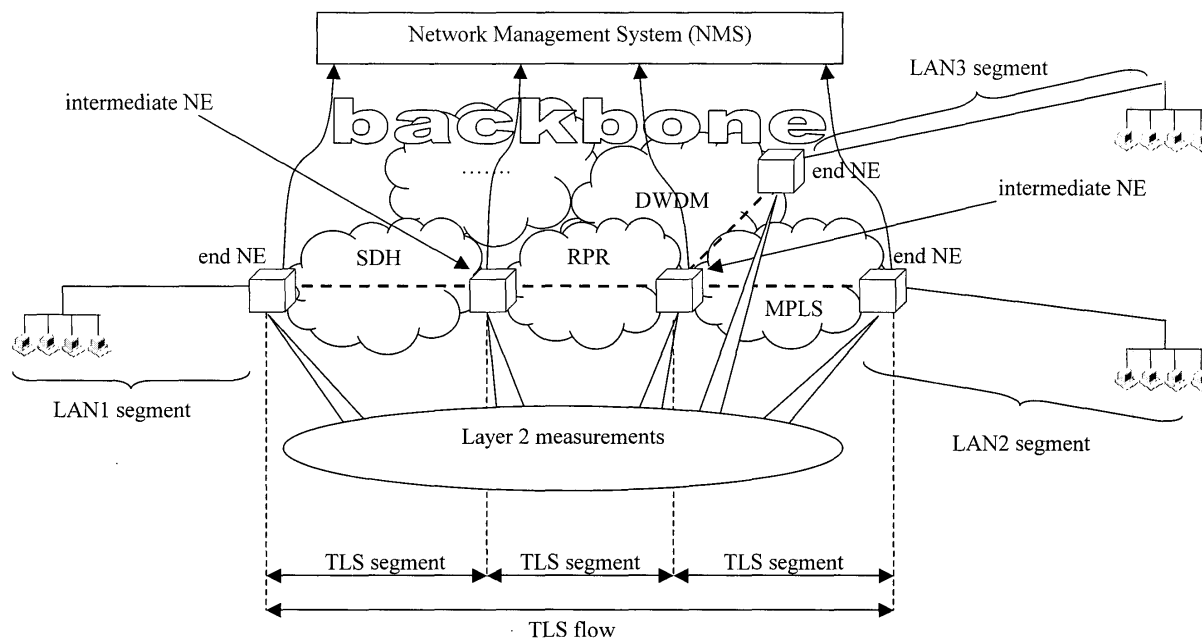 Network Management System (NMS)
LAN3 segment
intermediate NE
backbone
.......
end NE
DWDM
intermediate NE
end NE
SDH
RPR
end NE
MPLS
LAN1 segment
Layer 2 measurements
LAN2 segment
TLS segment
TLS segment
TLS segment
TLS flow